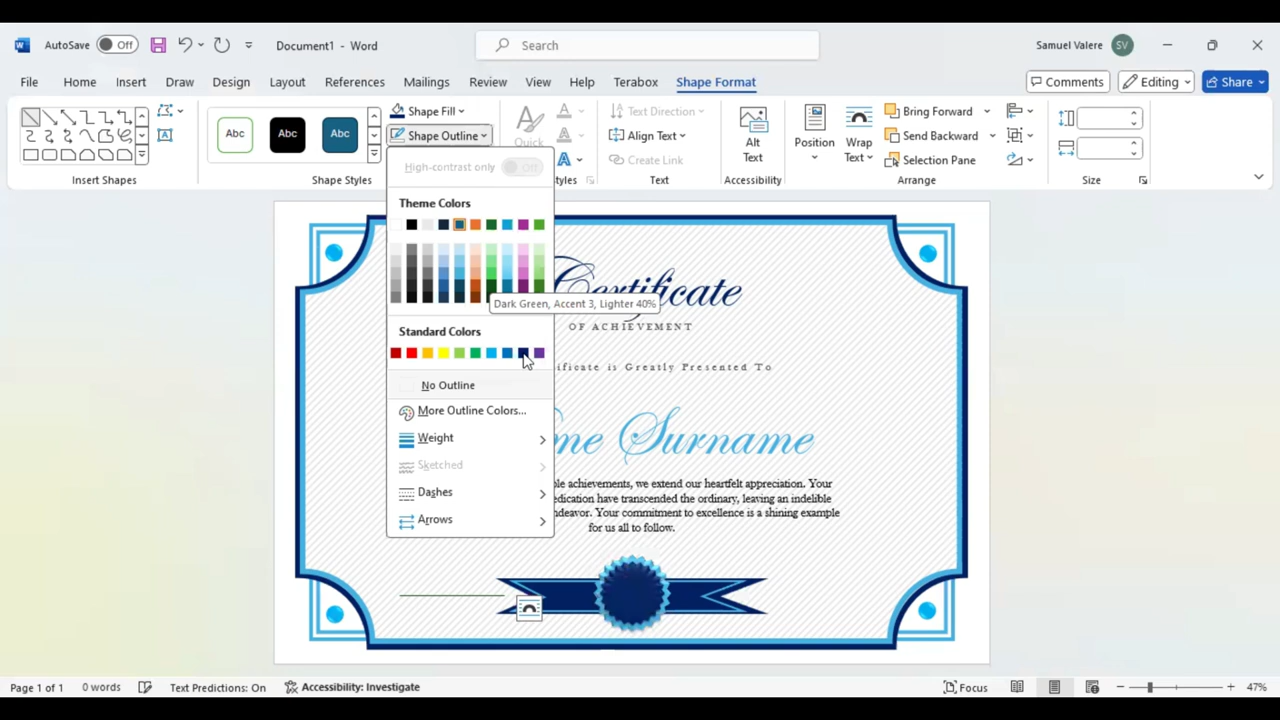 AutoSave Off Document1 - Word Search Samuel Valere SV
File Home Insert Draw Design Layout References Mailings Review View Help Terabox Shape Format Comments Editing Share
Abc Abc Abc
Shape Fill
Shape Outline
Quick
Text Direction
Align Text
Create Link
Alt
Text
Position
Wrap
Text
Bring Forward
Send Backward
Selection Pane
Insert Shapes Shape Styles Text Accessibility Arrange Size
High-contrast only Off
Theme Colors
Dark Green, Accent 3, Lighter 40%
Standard Colors
No Outline
More Outline Colors...
Weight
Sketched
Dashes
Arrows
Certificate
OF ACHIEVEMENT
is Greatly Presented To
Surname
achievements, we extend our heartfelt appreciation. Your
have transcended the ordinary, leaving an indelible
Your commitment to excellence is a shining example
for us all to follow.
Page 1 of 1 0 words Text Predictions: On Accessibility: Investigate Focus 47%